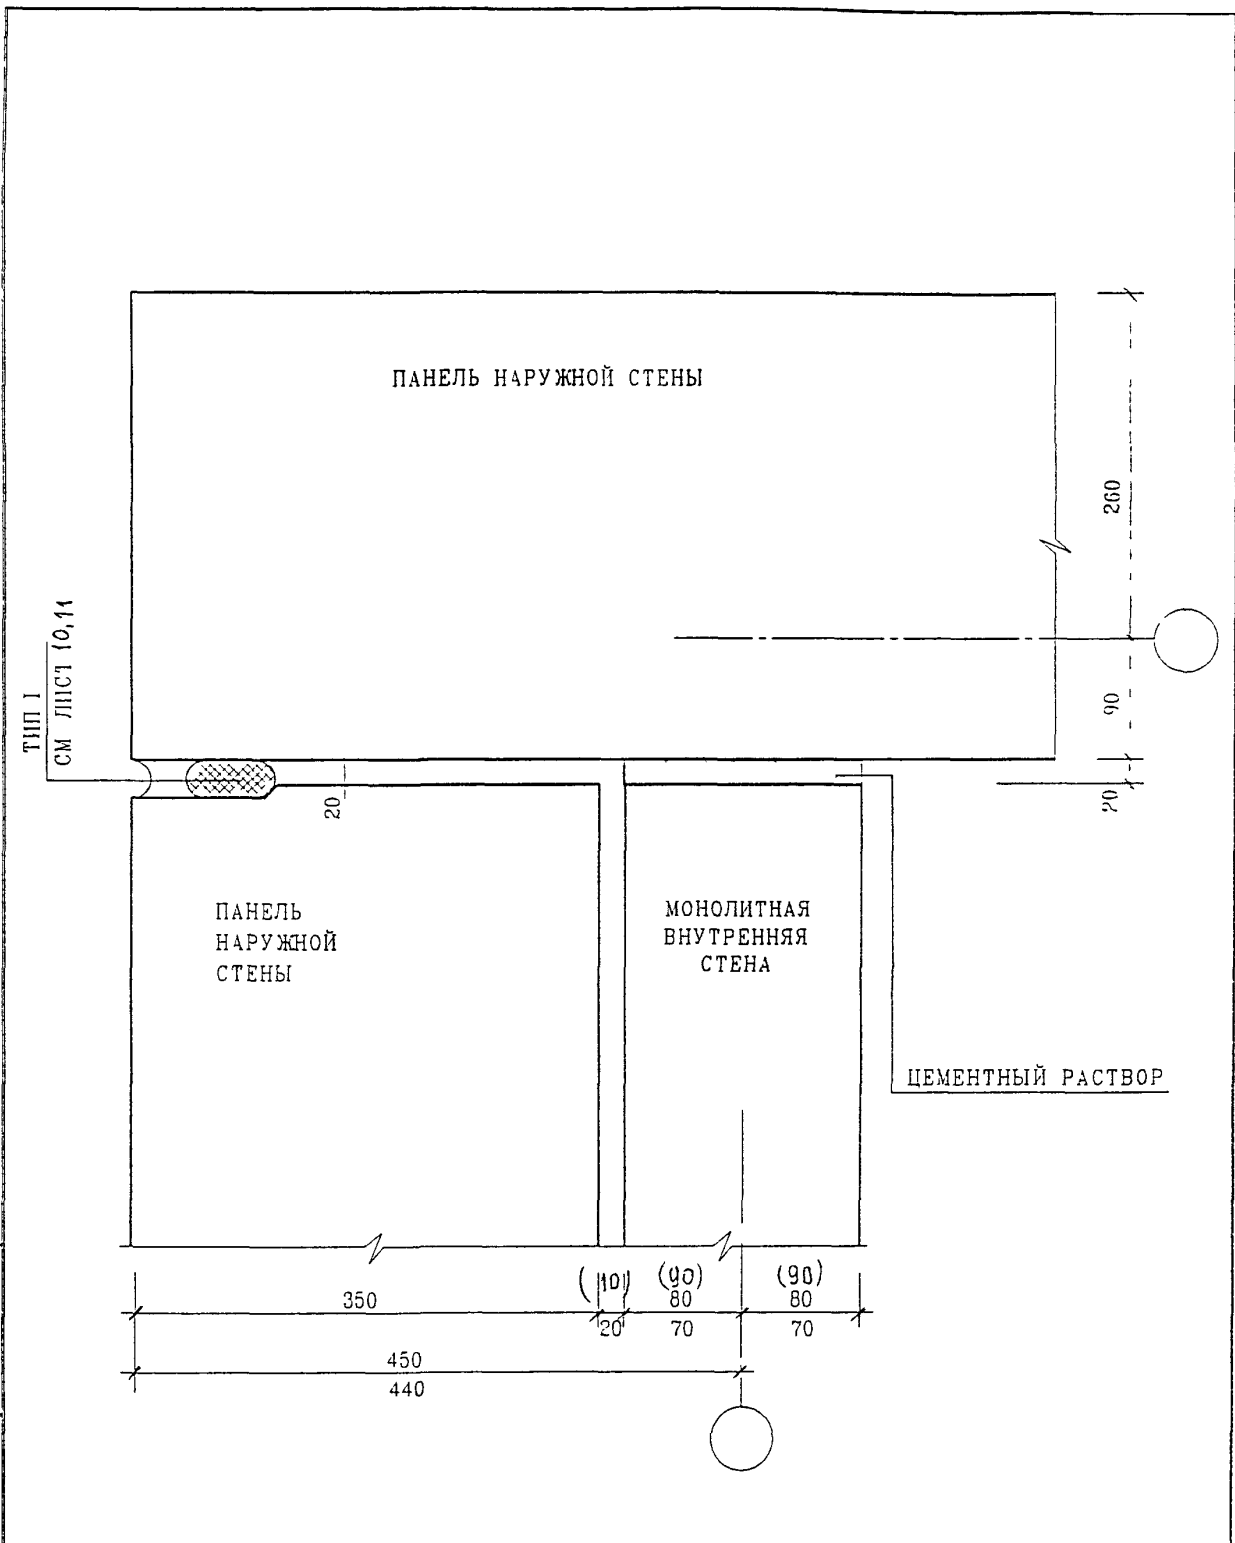 ПАНЕЛЬ НАРУЖНОЙ СТЕНЫ
260
90
20
ТИП I
СМ ЛИСТ 10,11
20
ПАНЕЛЬ
НАРУЖНОЙ
СТЕНЫ
МОНОЛИТНАЯ
ВНУТРЕННЯЯ
СТЕНА
ЦЕМЕНТНЫЙ РАСТВОР
(10) (90) (90)
350 80 80
20 70 70
450
440